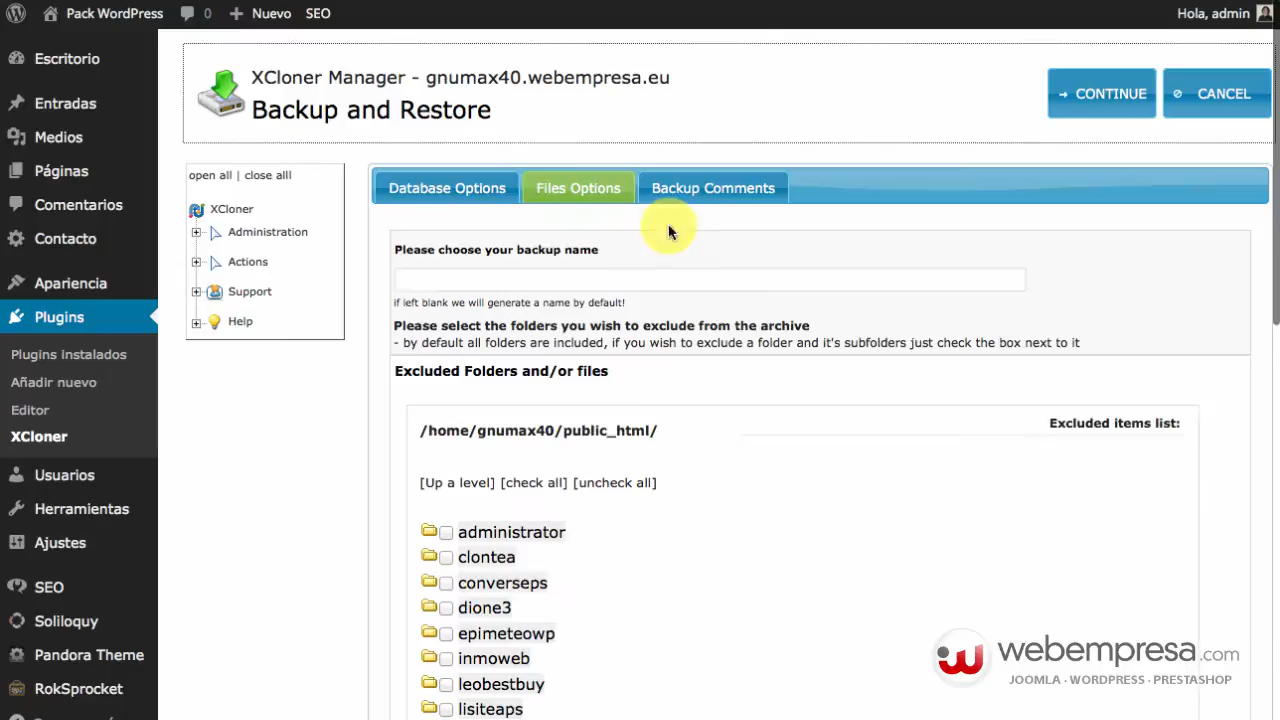 Pack WordPress
0
Nuevo
SEO
Hola, admin
Escritorio
Entradas
Medios
Páginas
Comentarios
Contacto
Apariencia
Plugins
Plugins instalados
Añadir nuevo
Editor
XCloner
Usuarios
Herramientas
Ajustes
SEO
Soliloquy
Pandora Theme
RokSprocket
XCloner Manager - gnumax40.webempresa.eu
Backup and Restore
CONTINUE
CANCEL
open all | close alll
XCloner
Administration
Actions
Support
Help
Database Options
Files Options
Backup Comments
Please choose your backup name
if left blank we will generate a name by default!
Please select the folders you wish to exclude from the archive
- by default all folders are included, if you wish to exclude a folder and it's subfolders just check the box next to it
Excluded Folders and/or files
/home/gnumax40/public_html/
Excluded items list:
[Up a level] [check all] [uncheck all]
administrator
clontea
converseps
dione3
epimeteowp
inmoweb
leobestbuy
lisiteaps
webempresa.com
JOOMLA · WORDPRESS · PRESTASHOP